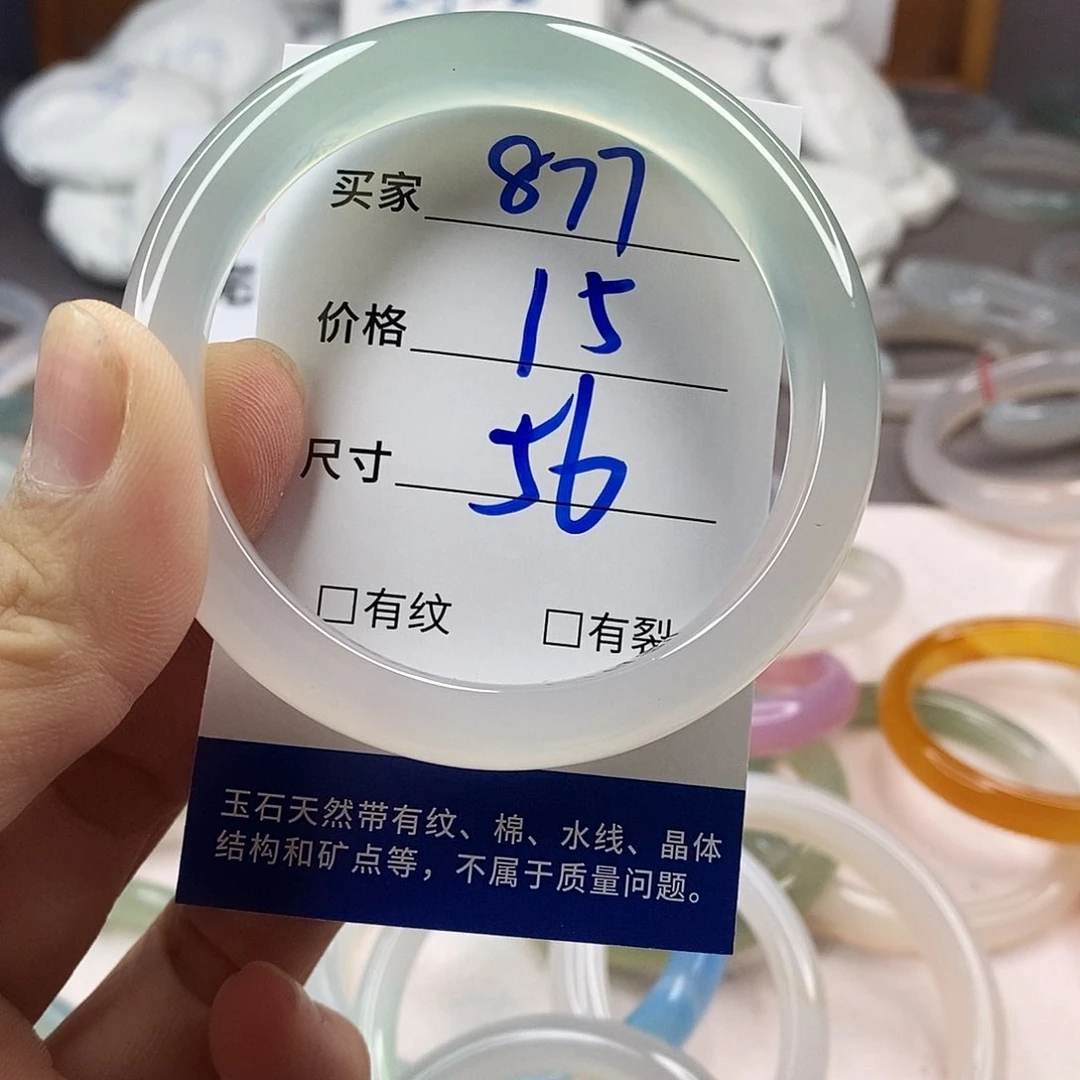 买家 877
价格 15
尺寸 56
□有纹 □有裂
玉石天然带有纹、棉、水线、晶体
结构和矿点等，不属于质量问题。